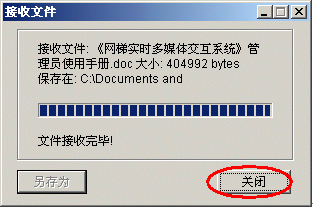 接收文件
接收文件: 《网梯实时多媒体交互系统》管
理员使用手册.doc 大小: 404992 bytes
保存在: C:\Documents and
文件接收完毕!
另存为
关闭